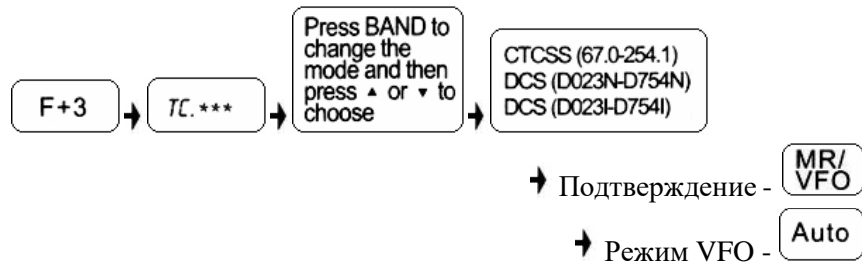 F+3
TC.***
Press BAND to
change the
mode and then
press ▲ or ▼ to
choose
CTCSS (67.0-254.1)
DCS (D023N-D754N)
DCS (D023I-D754I)
Подтверждение - MR/
VFO
Режим VFO - Auto